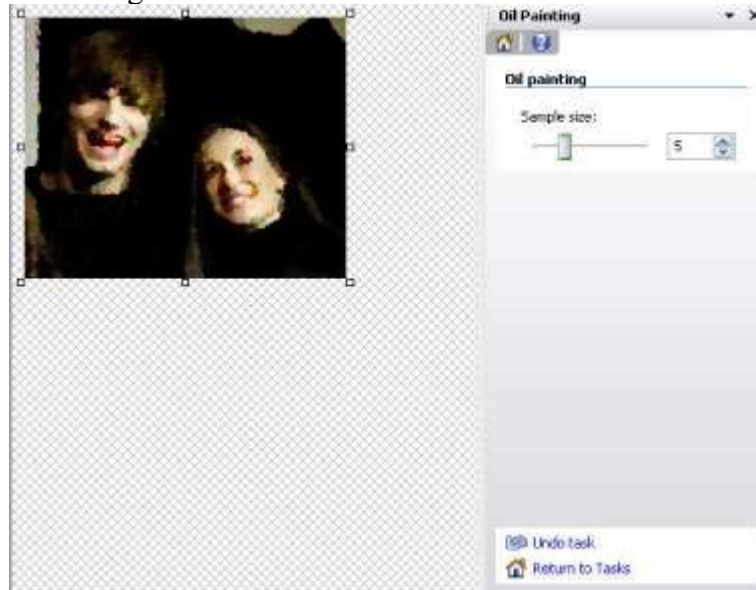 Oil Painting
Oil painting
Sample size:
5
Undo task
Return to Tasks